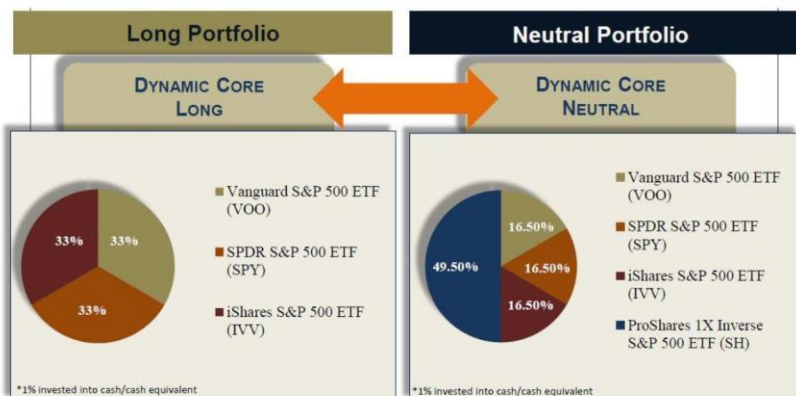 Long Portfolio
DYNAMIC CORE
LONG
33%
33%
33%
Vanguard S&P 500 ETF
(VOO)
SPDR S&P 500 ETF
(SPY)
iShares S&P 500 ETF
(IVV)
*1% invested into cash/cash equivalent
Neutral Portfolio
DYNAMIC CORE
NEUTRAL
49.50%
16.50%
16.50%
16.50%
Vanguard S&P 500 ETF
(VOO)
SPDR S&P 500 ETF
(SPY)
iShares S&P 500 ETF
(IVV)
ProShares 1X Inverse
S&P 500 ETF (SH)
*1% invested into cash/cash equivalent